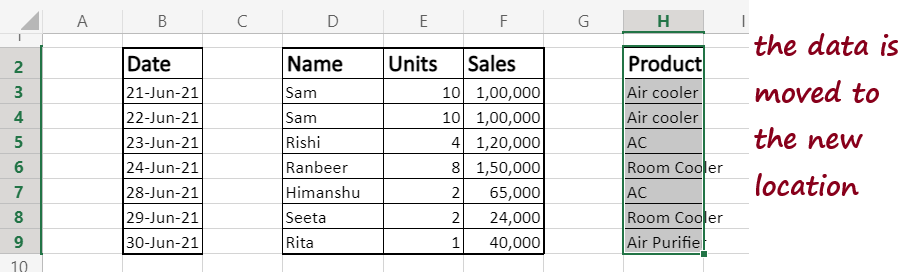 A B C D E F G H I
2 Date Name Units Sales Product
3 21-Jun-21 Sam 10 1,00,000 Air cooler
4 22-Jun-21 Sam 10 1,00,000 Air cooler
5 23-Jun-21 Rishi 4 1,20,000 AC
6 24-Jun-21 Ranbeer 8 1,50,000 Room Cooler
7 28-Jun-21 Himanshu 2 65,000 AC
8 29-Jun-21 Seeta 2 24,000 Room Cooler
9 30-Jun-21 Rita 1 40,000 Air Purifier
10
the data is
moved to
the new
location